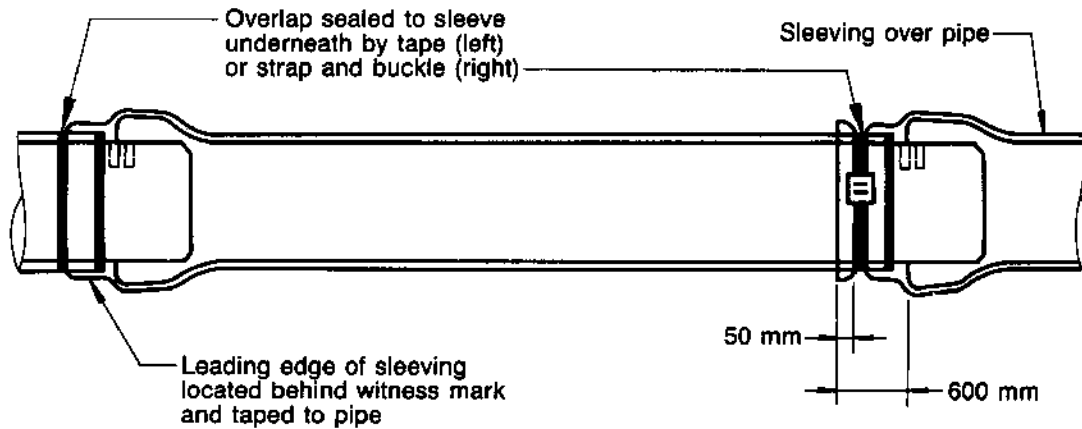 Overlap sealed to sleeve
underneath by tape (left)
or strap and buckle (right)
Sleeving over pipe
50 mm
600 mm
Leading edge of sleeving
located behind witness mark
and taped to pipe